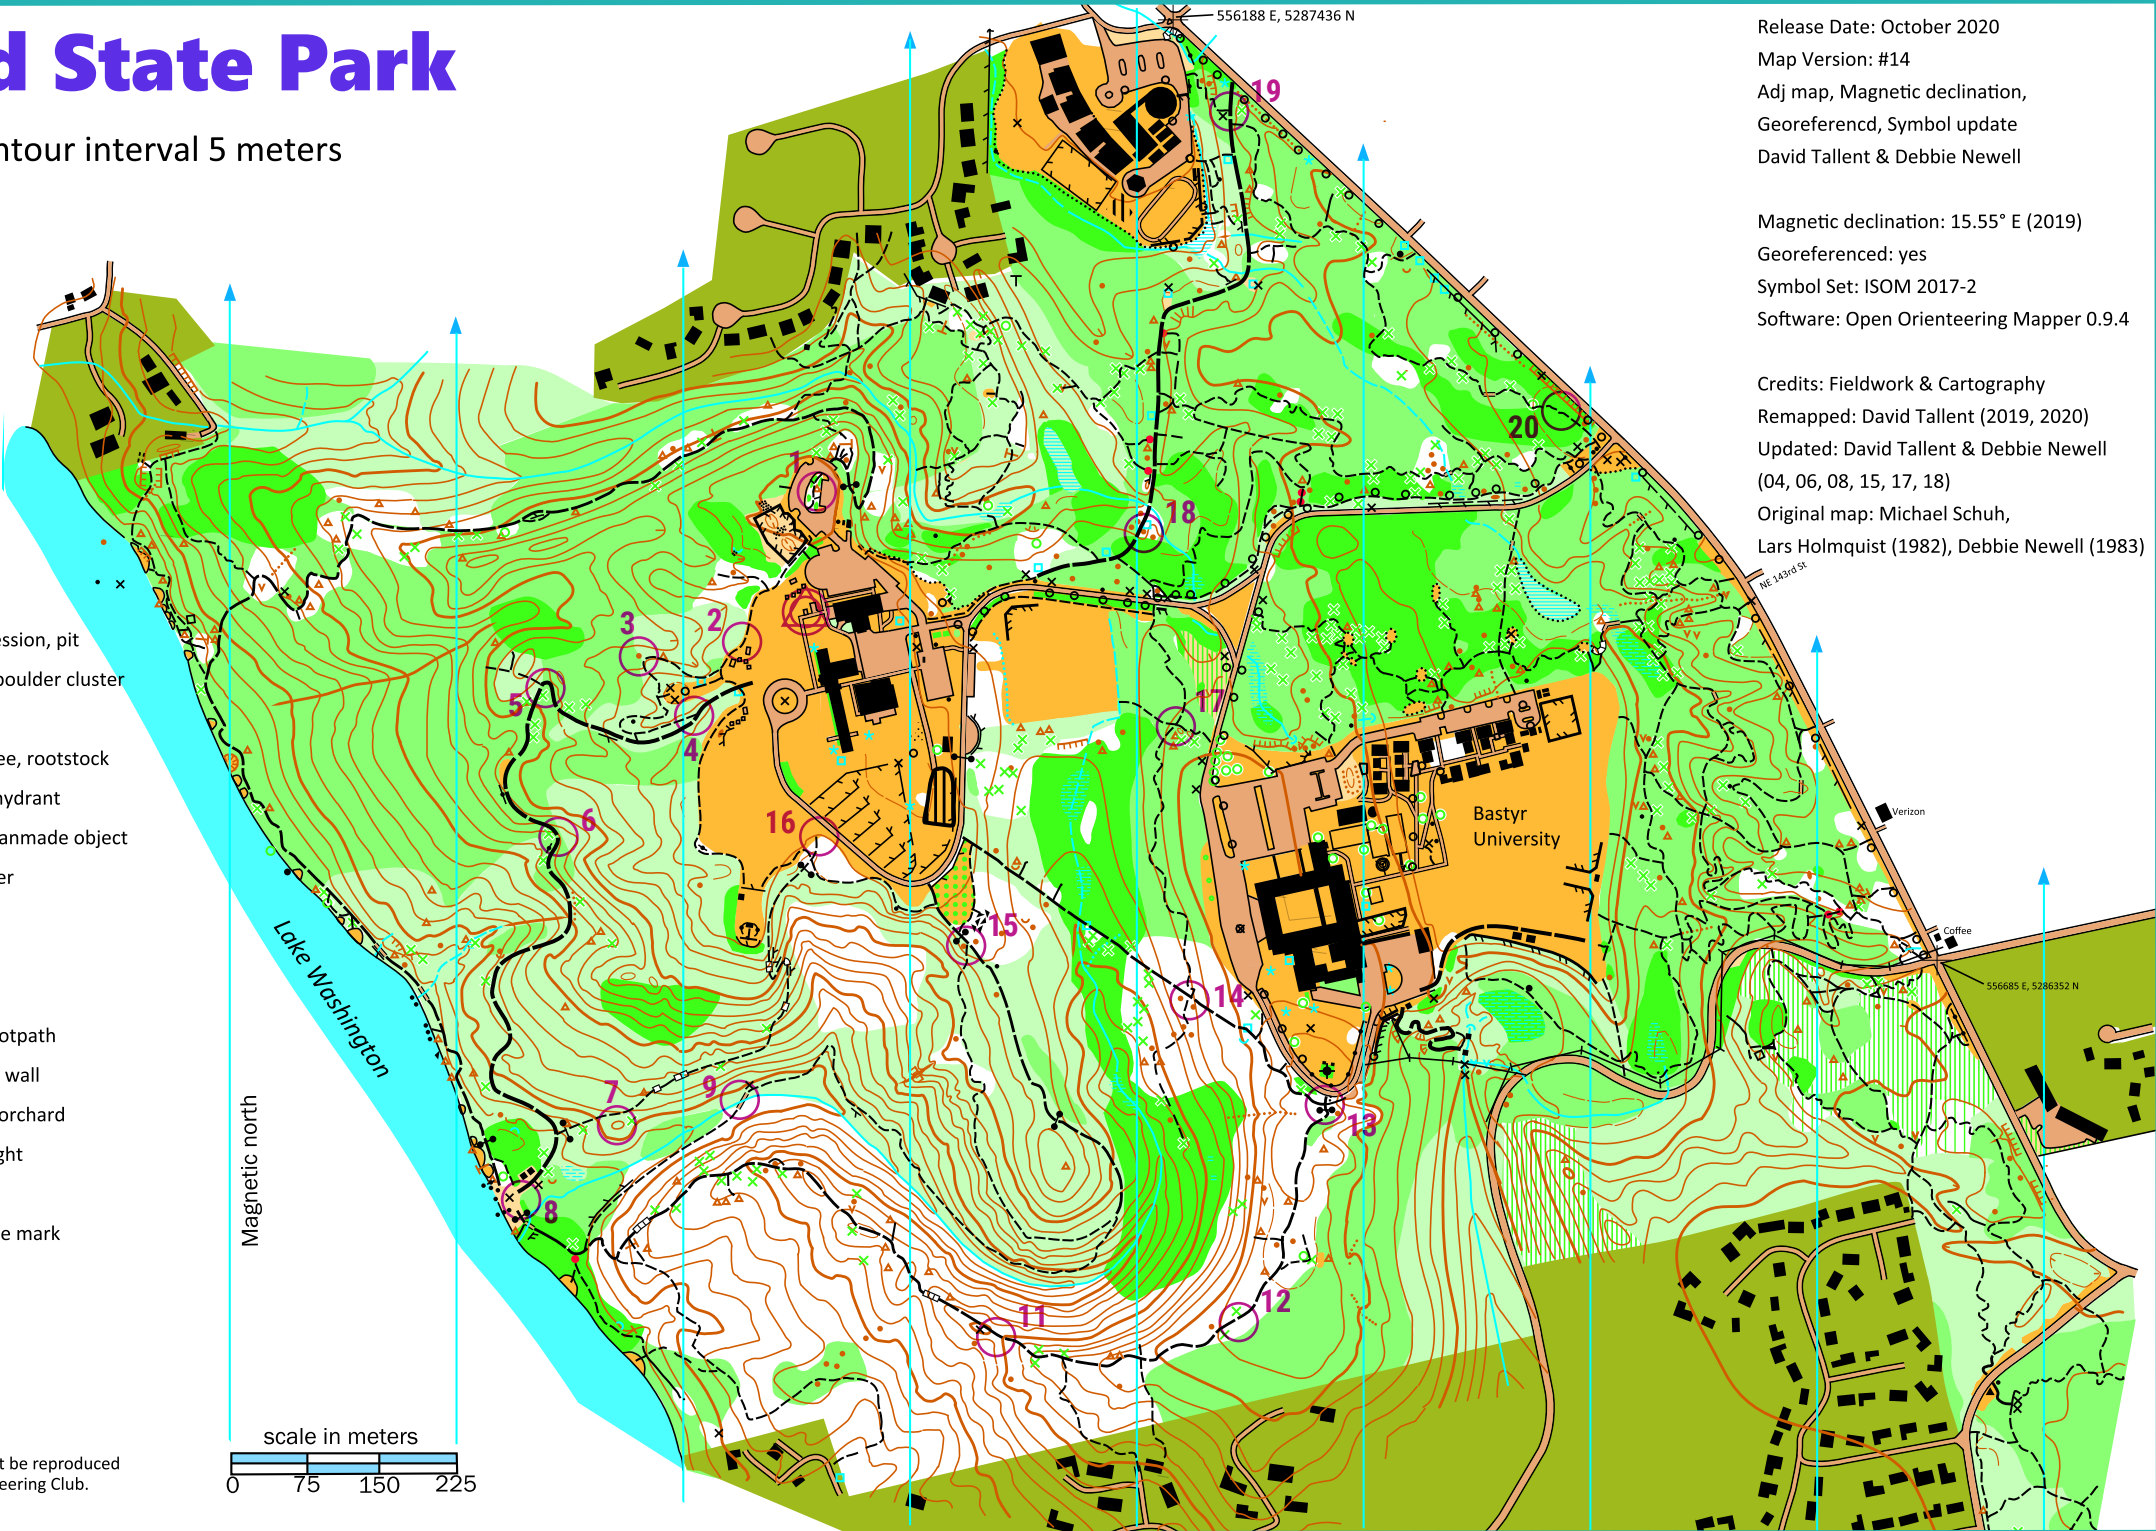 d State Park
ntour interval 5 meters
556188 E, 5287436 N
Release Date: October 2020
Map Version: #14
Adj map, Magnetic declination,
Georeferencd, Symbol update
David Tallent & Debbie Newell
Magnetic declination: 15.55° E (2019)
Georeferenced: yes
Symbol Set: ISOM 2017-2
Software: Open Orienteering Mapper 0.9.4
Credits: Fieldwork & Cartography
Remapped: David Tallent (2019, 2020)
Updated: David Tallent & Debbie Newell
(04, 06, 08, 15, 17, 18)
Original map: Michael Schuh,
Lars Holmquist (1982), Debbie Newell (1983)
NE 143rd St
19
20
1
18
2
3
4
5
17
6
16
15
14
7
9
8
13
12
11
Bastyr
University
Verizon
Coffee
556685 E, 5286352 N
Lake Washington
Magnetic north
ession, pit
boulder cluster
ee, rootstock
hydrant
anmade object
er
otpath
wall
orchard
ght
e mark
scale in meters
0 75 150 225
t be reproduced
eering Club.